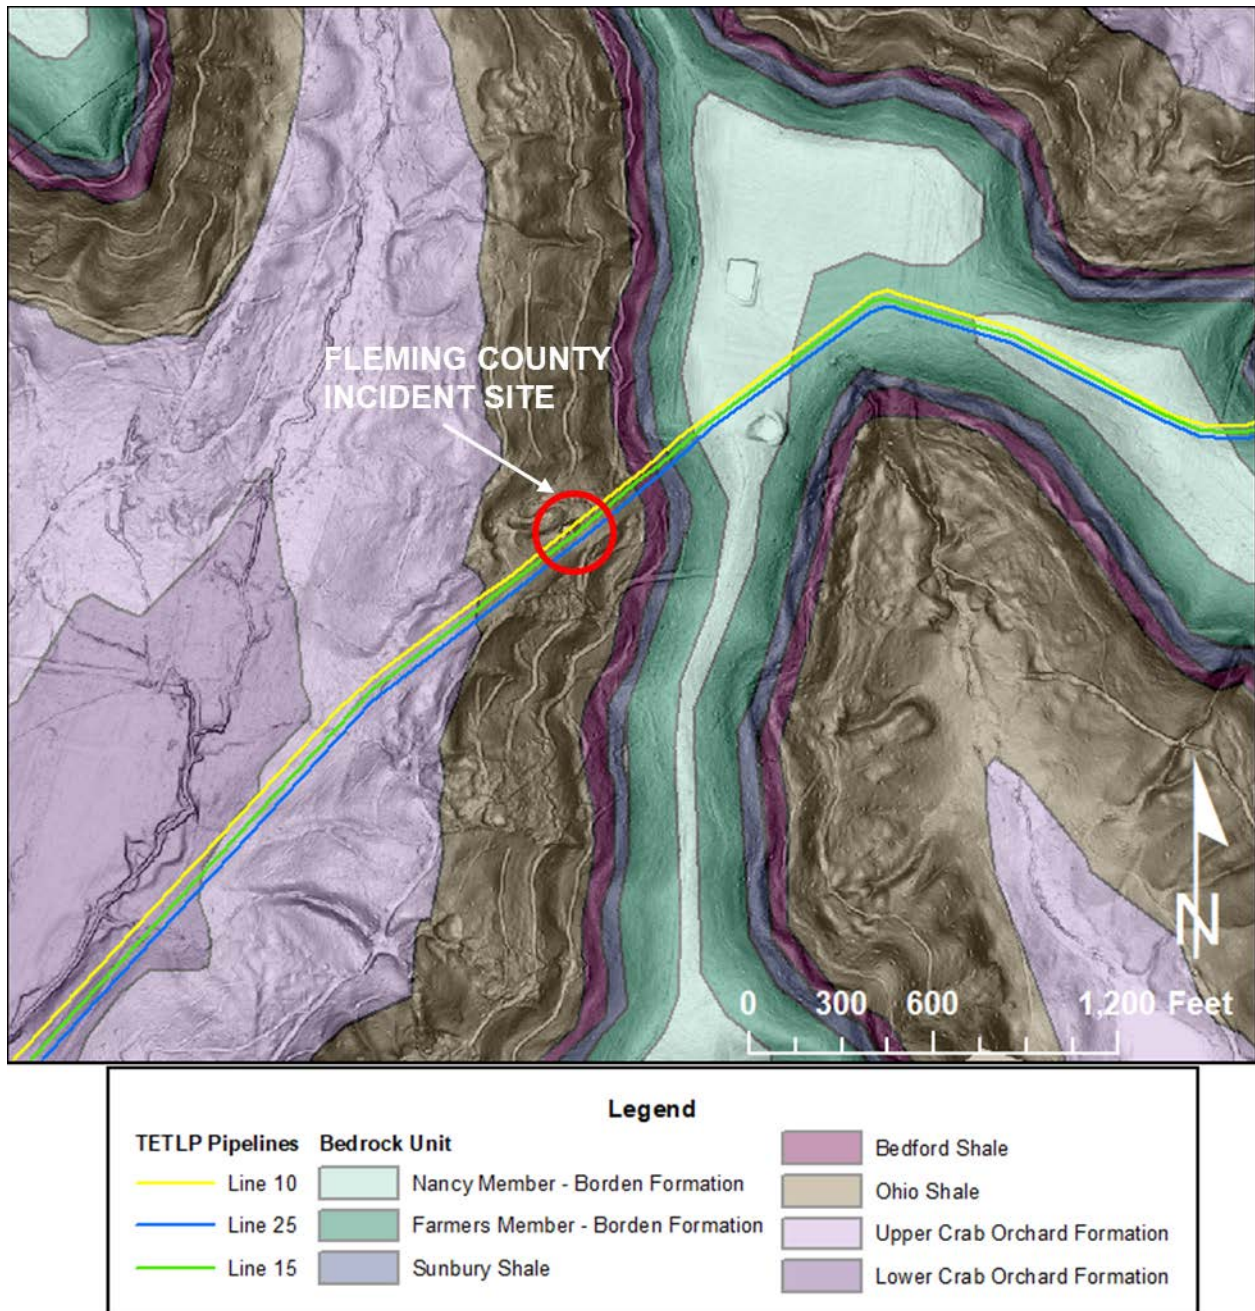 FLEMING COUNTY
INCIDENT SITE
N
0 300 600 1,200 Feet
Legend
TETLP Pipelines
Line 10
Line 25
Line 15
Bedrock Unit
Nancy Member - Borden Formation
Farmers Member - Borden Formation
Sunbury Shale
Bedford Shale
Ohio Shale
Upper Crab Orchard Formation
Lower Crab Orchard Formation